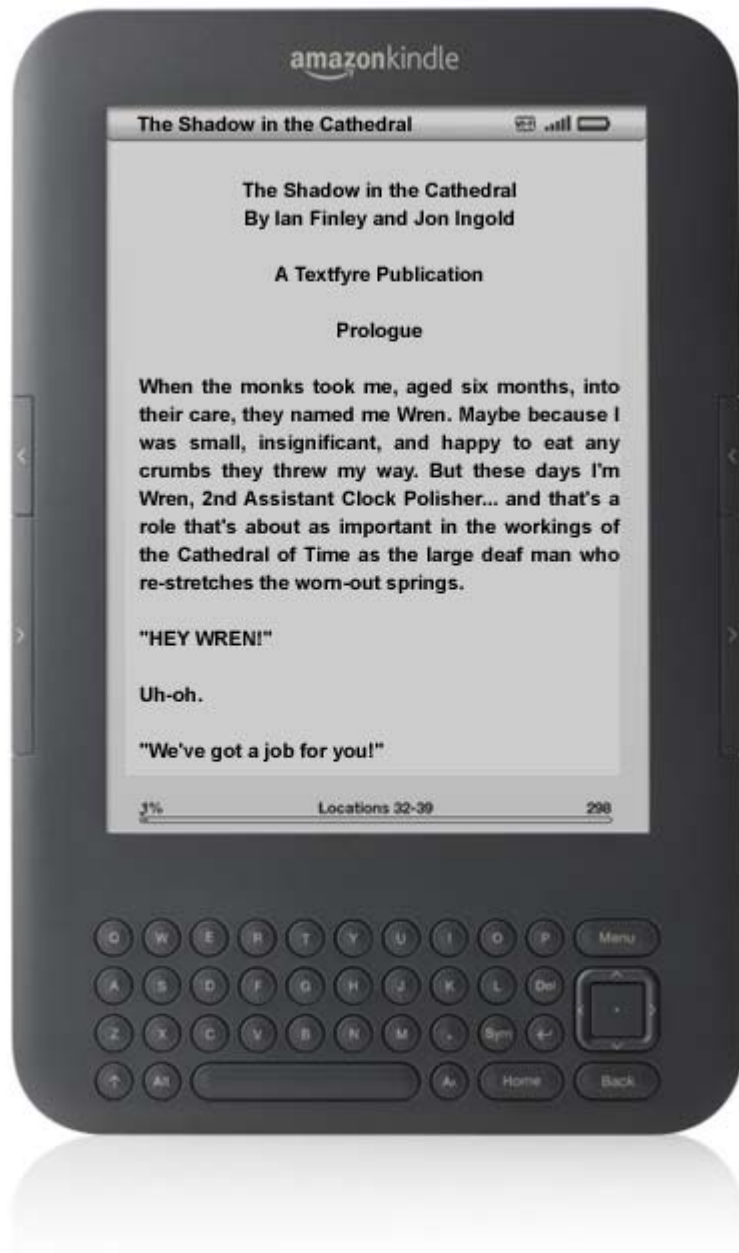 amazonkindle
The Shadow in the Cathedral
The Shadow in the Cathedral
By Ian Finley and Jon Ingold
A Textfyre Publication
Prologue
When the monks took me, aged six months, into
their care, they named me Wren. Maybe because I
was small, insignificant, and happy to eat any
crumbs they threw my way. But these days I'm
Wren, 2nd Assistant Clock Polisher... and that's a
role that's about as important in the workings of
the Cathedral of Time as the large deaf man who
re-stretches the worn-out springs.
"HEY WREN!"
Uh-oh.
"We've got a job for you!"
1% Locations 32-39 298
Q W E R T Y U I O P Menu
A S D F G H J K L Del
Z X C V B N M . Sym
Alt Aa Home Back